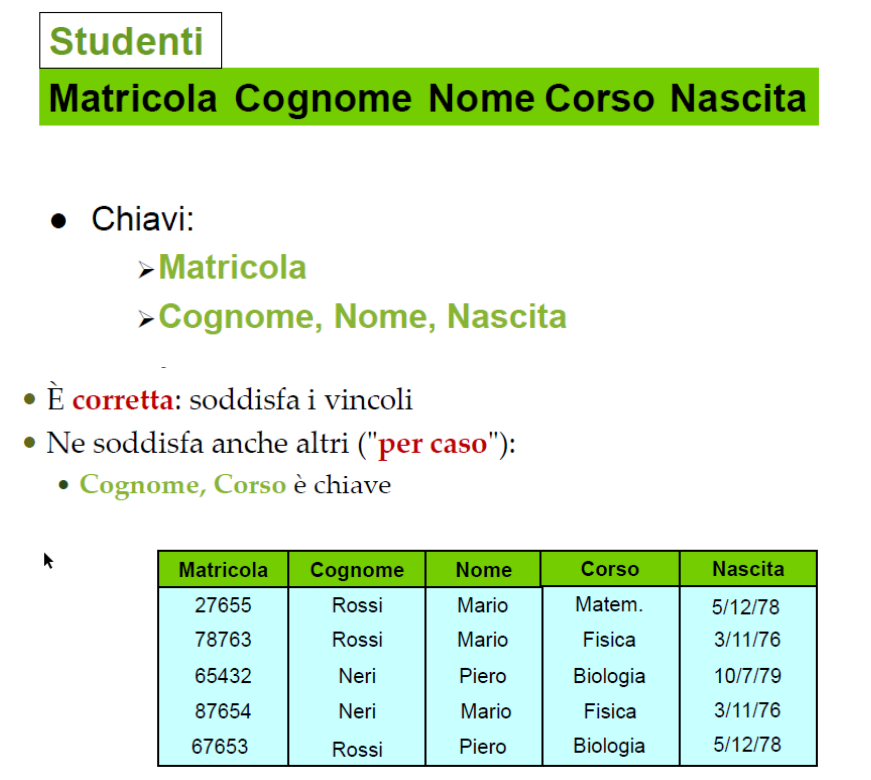 Studenti
Matricola Cognome Nome Corso Nascita
● Chiavi:
➢Matricola
➢Cognome, Nome, Nascita
• È corretta: soddisfa i vincoli
• Ne soddisfa anche altri ("per caso"):
• Cognome, Corso è chiave
Matricola Cognome Nome Corso Nascita
27655 Rossi Mario Matem. 5/12/78
78763 Rossi Mario Fisica 3/11/76
65432 Neri Piero Biologia 10/7/79
87654 Neri Mario Fisica 3/11/76
67653 Rossi Piero Biologia 5/12/78